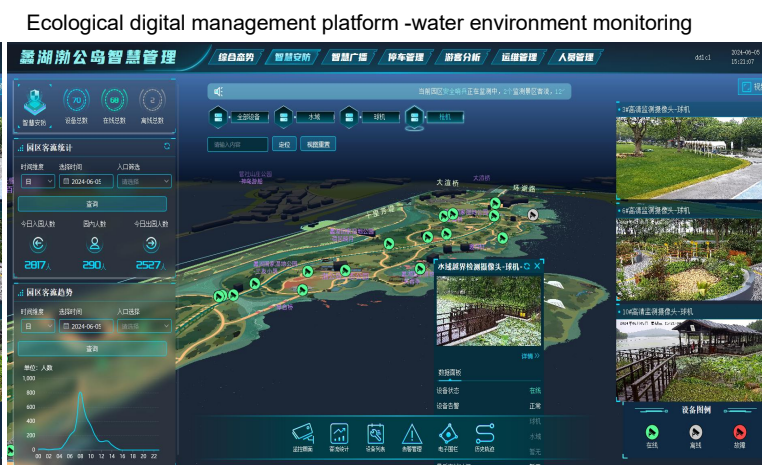 Ecological digital management platform -water environment monitoring
蠡湖渤公岛智慧管理
综合态势
智慧安防
智慧广播
停车管理
游客分析
运维管理
人员管理
2024-06-05
15:21:07
智慧安防
70
设备总数
68
在线总数
2
离线总数
全部设备
水域
球机
枪机
请输入内容
定位
视图重置
园区客流统计
时间维度
选择时间
入口筛选
日
2024-06-05
请选择
查询
今日入园人数
园内人数
今日出园人数
2817人
290人
2527人
园区客流趋势
时间维度
选择时间
入口选择
日
2024-06-05
请选择
查询
单位：人数
1,000
800
600
400
200
0
00 02 04 06 08 10 12 14 16 18 20 22
大渲桥
大渲桥
环湖路
水域越界检测摄像头-球机-
详情
数据面板
设备状态
在线
设备告警
正常
球机
水域
暂无
监控画面
客流统计
设备列表
告警管理
电子围栏
历史轨迹
3#高清监测摄像头-球机
6#高清监测摄像头-球机
10#高清监测摄像头-球机
设备图例
在线
离线
故障